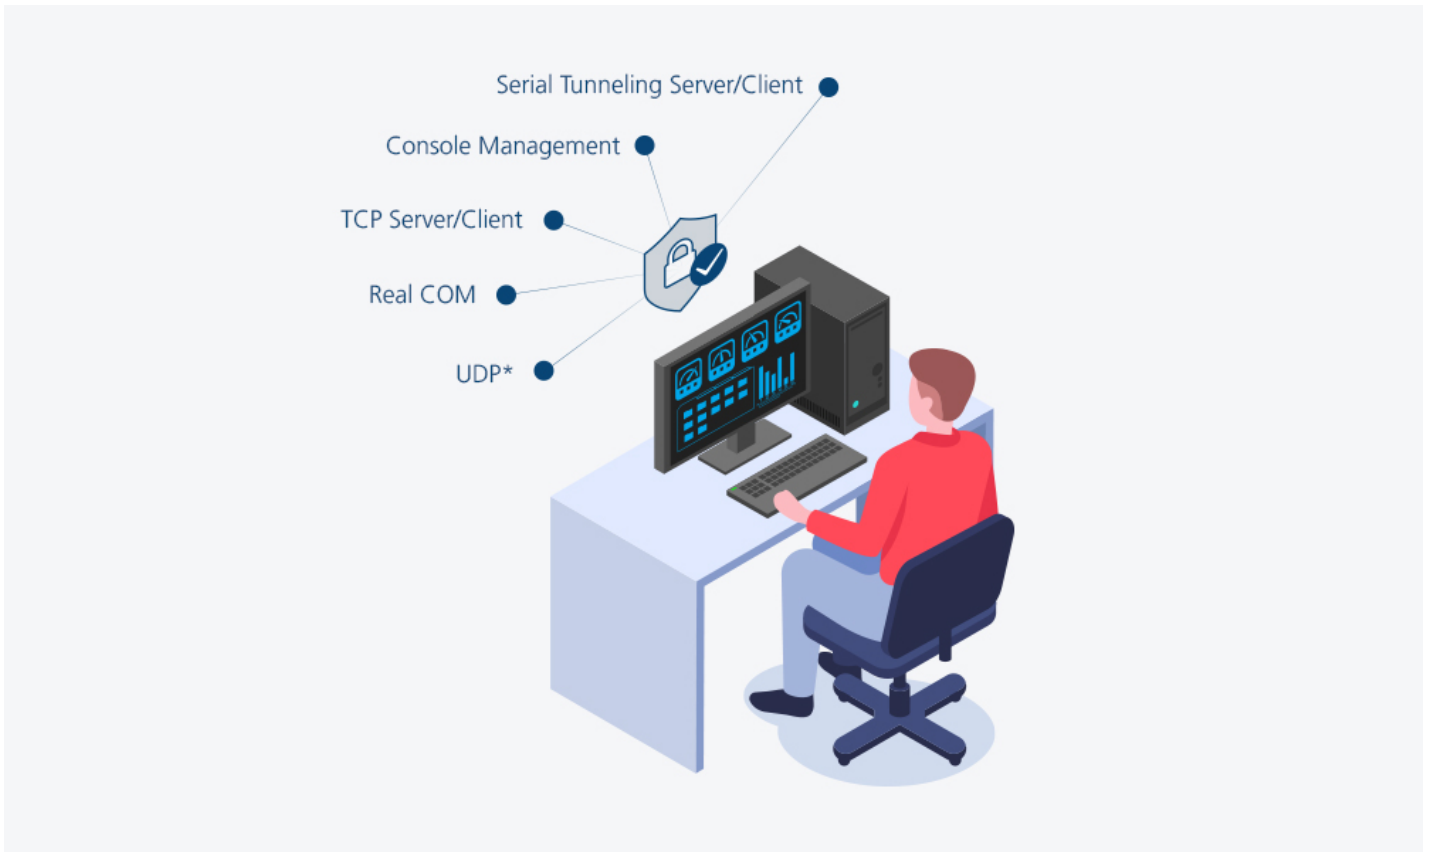 Serial Tunneling Server/Client
Console Management
TCP Server/Client
Real COM
UDP*